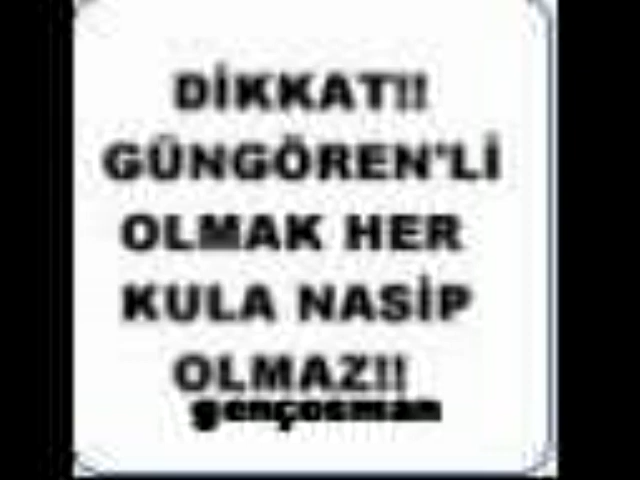 DİKKAT!!
GÜNGÖREN'Lİ
OLMAK HER
KULA NASİP
OLMAZ!!
gençosman